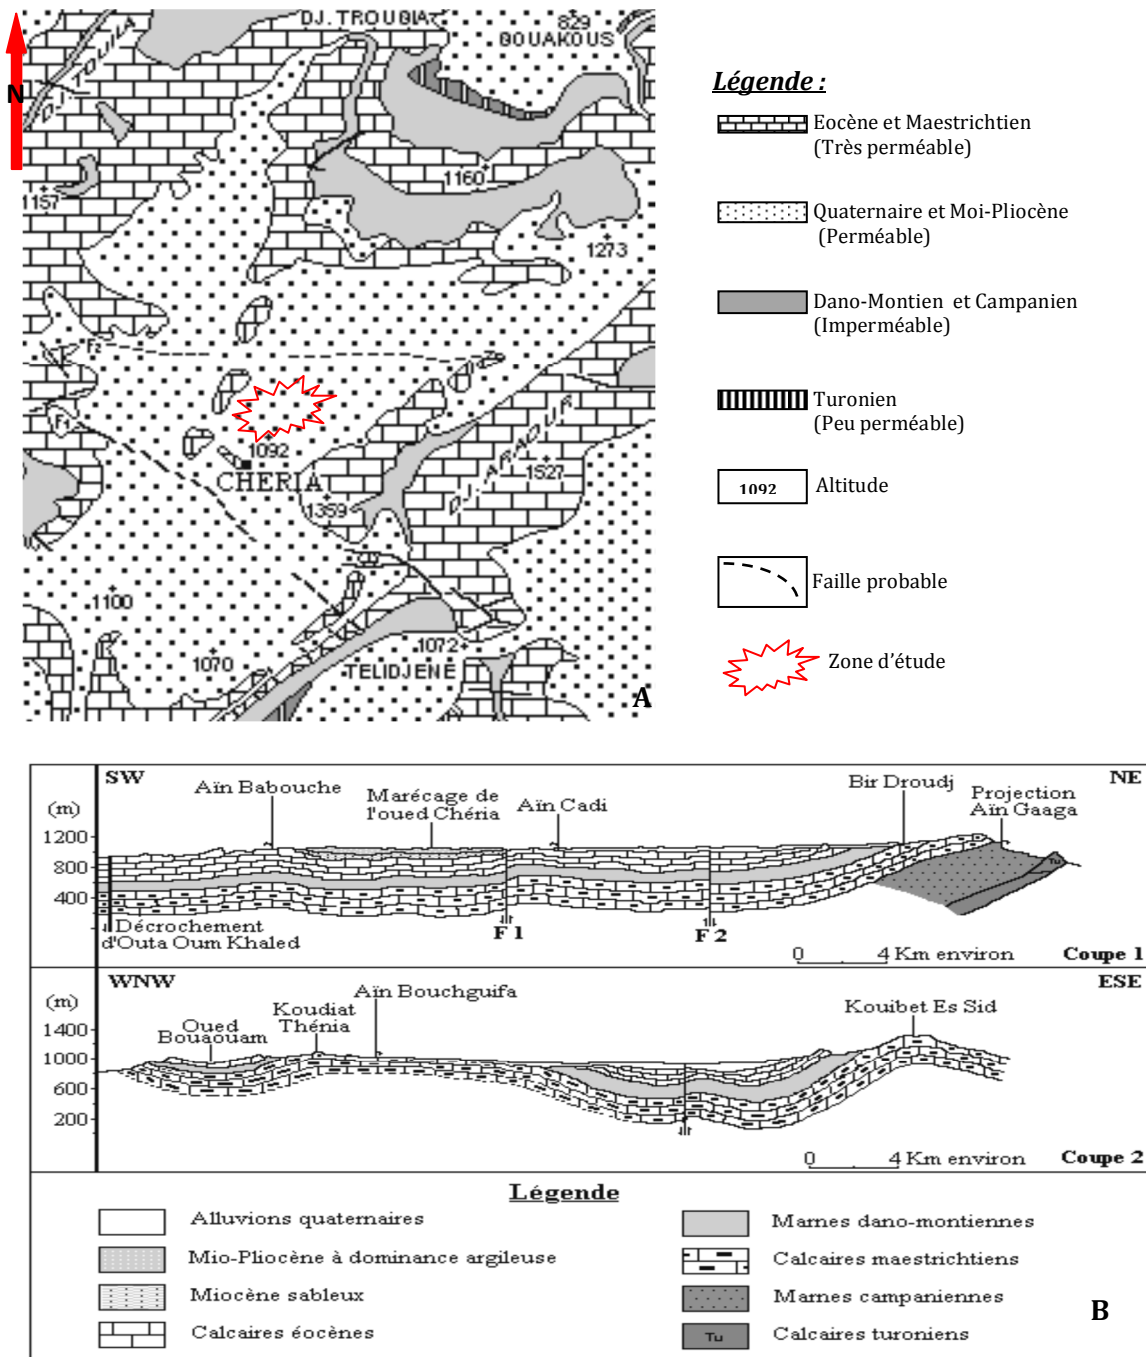 DJ. TROUBIA
829
BOUAKOUS
N
DJ. TOUILA
1157
1160
1273
F2
F1
1092
CHERIA
1359
DJ. ARAOUR
1527
1100
1070
1072
TELIDJENE
A
Légende :
Eocène et Maestrichtien
(Très perméable)
Quaternaire et Moi-Pliocène
(Perméable)
Dano-Montien et Campanien
(Imperméable)
Turonien
(Peu perméable)
1092 Altitude
Faille probable
Zone d'étude
SW
NE
(m)
1200
800
400
Aïn Babouche
Marécage de
l'oued Chéria
Aïn Cadi
Bir Droudj
Projection
Aïn Gaaga
Tu
Décrochement
d'Outa Oum Khaled
F 1
F 2
0 4 Km environ Coupe 1
WNW
ESE
(m)
1400
1000
600
200
Oued
Bouaouam
Koudiat
Thénia
Aïn Bouchguifa
Kouibet Es Sid
0 4 Km environ Coupe 2
Légende
Alluvions quaternaires
Mio-Pliocène à dominance argileuse
Miocène sableux
Calcaires éocènes
Marnes dano-montiennes
Calcaires maestrichtiens
Marnes campaniennes
Tu Calcaires turoniens
B